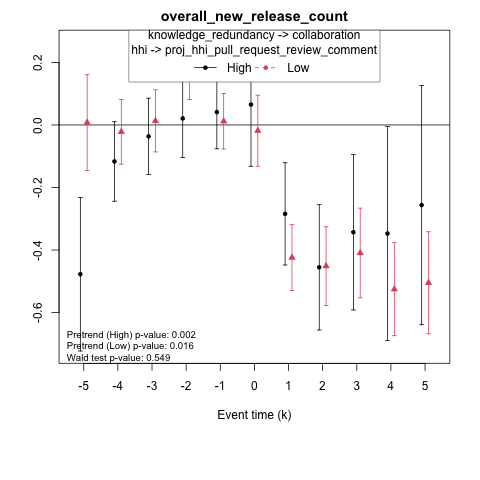 overall_new_release_count
knowledge_redundancy -> collaboration
hhi -> proj_hhi_pull_request_review_comment
High Low
0.2
0.0
-0.2
-0.4
-0.6
Pretrend (High) p-value: 0.002
Pretrend (Low) p-value: 0.016
Wald test p-value: 0.549
-5 -4 -3 -2 -1 0 1 2 3 4 5
Event time (k)